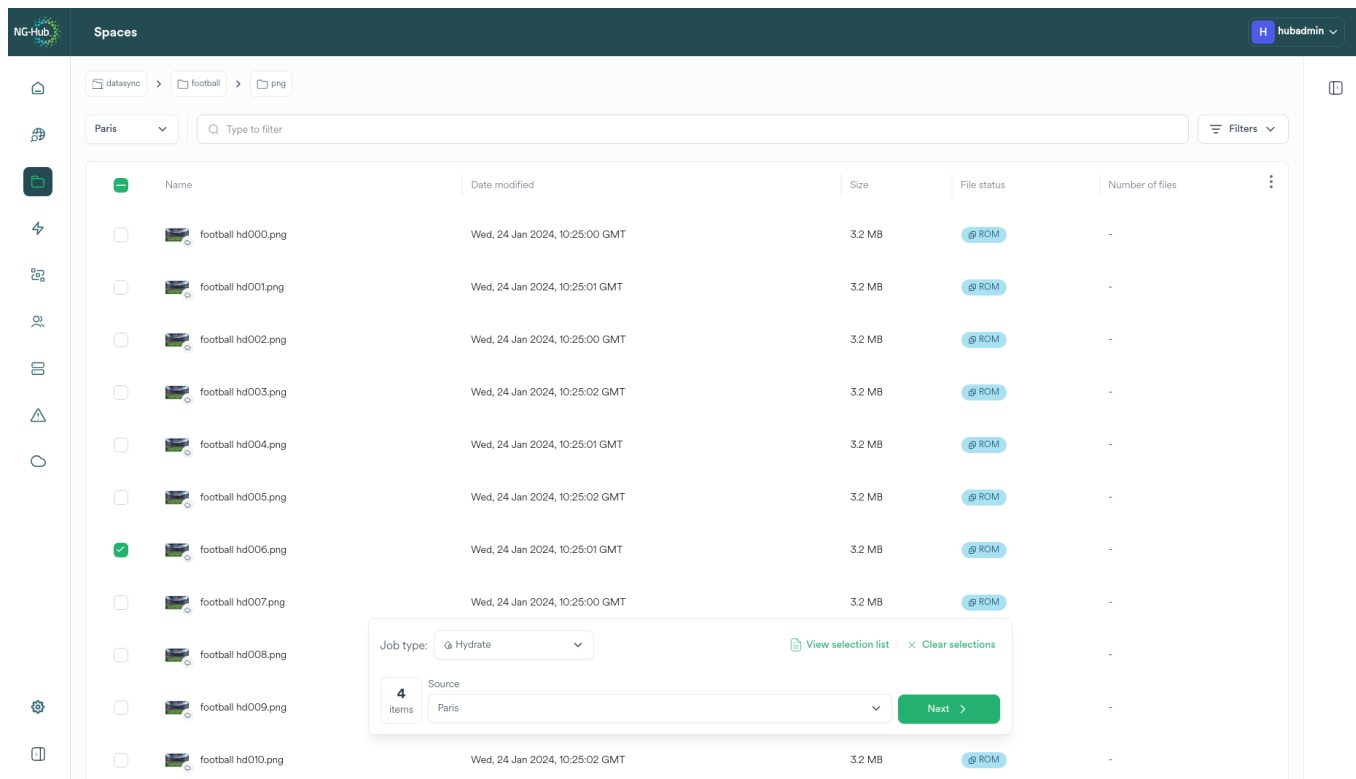 NG-Hub
Spaces
H hubadmin
datasync > football > png
Paris
Type to filter
Filters
Name Date modified Size File status Number of files
football hd000.png Wed, 24 Jan 2024, 10:25:00 GMT 3.2 MB ROM -
football hd001.png Wed, 24 Jan 2024, 10:25:01 GMT 3.2 MB ROM -
football hd002.png Wed, 24 Jan 2024, 10:25:00 GMT 3.2 MB ROM -
football hd003.png Wed, 24 Jan 2024, 10:25:02 GMT 3.2 MB ROM -
football hd004.png Wed, 24 Jan 2024, 10:25:01 GMT 3.2 MB ROM -
football hd005.png Wed, 24 Jan 2024, 10:25:02 GMT 3.2 MB ROM -
football hd006.png Wed, 24 Jan 2024, 10:25:01 GMT 3.2 MB ROM -
football hd007.png Wed, 24 Jan 2024, 10:25:00 GMT 3.2 MB ROM -
football hd008.png -
football hd009.png -
football hd010.png Wed, 24 Jan 2024, 10:25:02 GMT 3.2 MB ROM -
Job type: Hydrate
View selection list
Clear selections
4 items
Source
Paris
Next